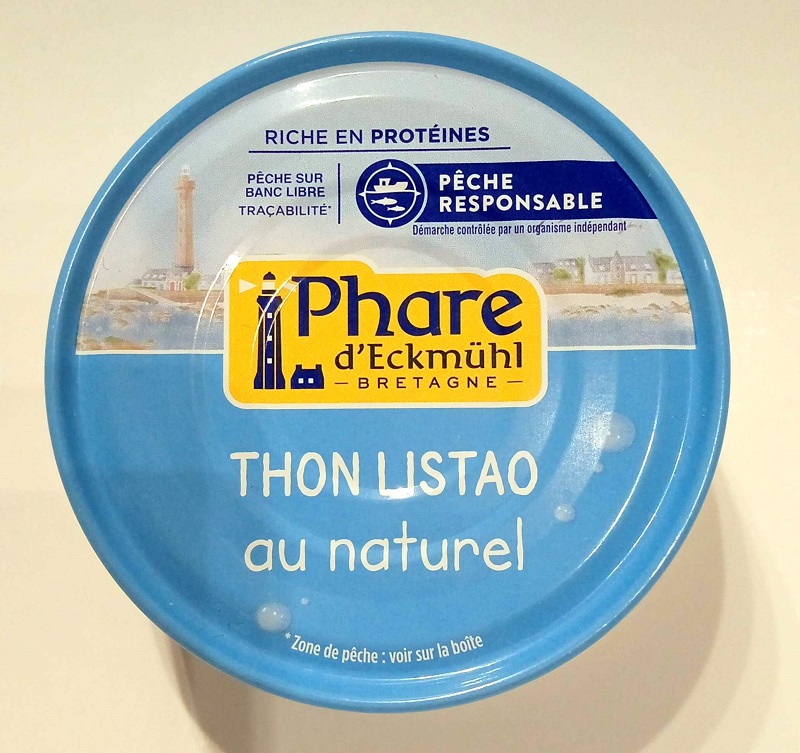 RICHE EN PROTÉINES
PÊCHE SUR
BANC LIBRE
TRAÇABILITÉ*
PÊCHE
RESPONSABLE
Démarche contrôlée par un organisme indépendant
Phare
d'Eckmühl
– BRETAGNE –
THON LISTAO
au naturel
* Zone de pêche : voir sur la boîte